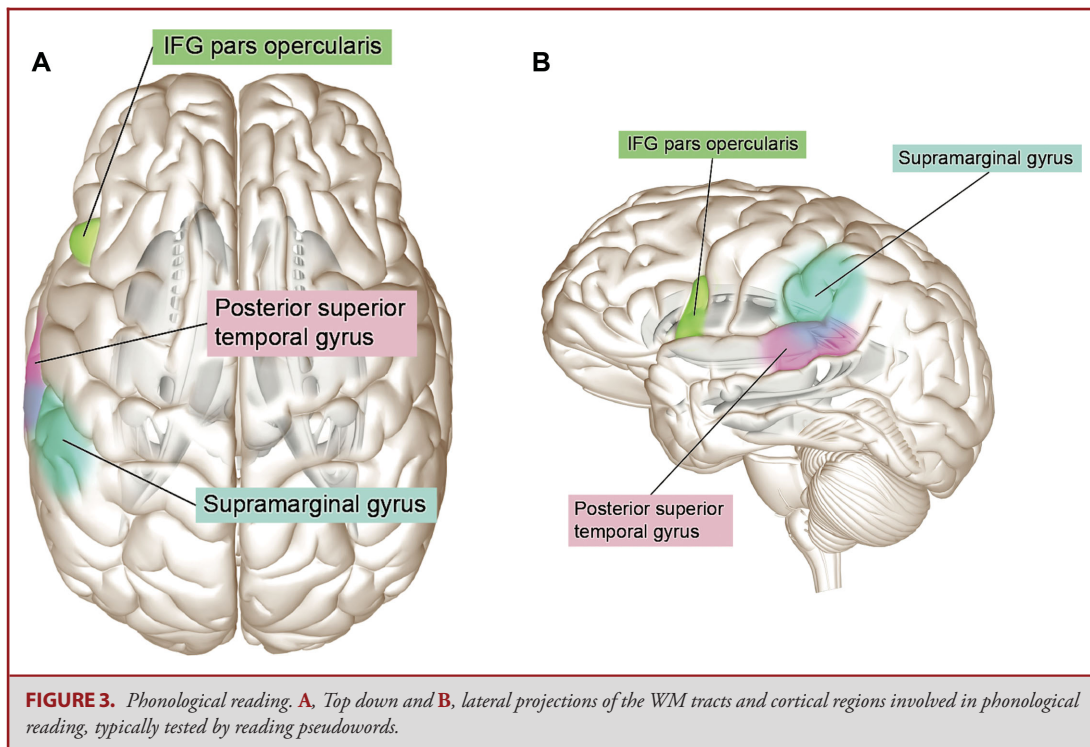 A
IFG pars opercularis
Posterior superior
temporal gyrus
Supramarginal gyrus
B
IFG pars opercularis
Supramarginal gyrus
Posterior superior
temporal gyrus
FIGURE 3. Phonological reading. A, Top down and B, lateral projections of the WM tracts and cortical regions involved in phonological
reading, typically tested by reading pseudowords.